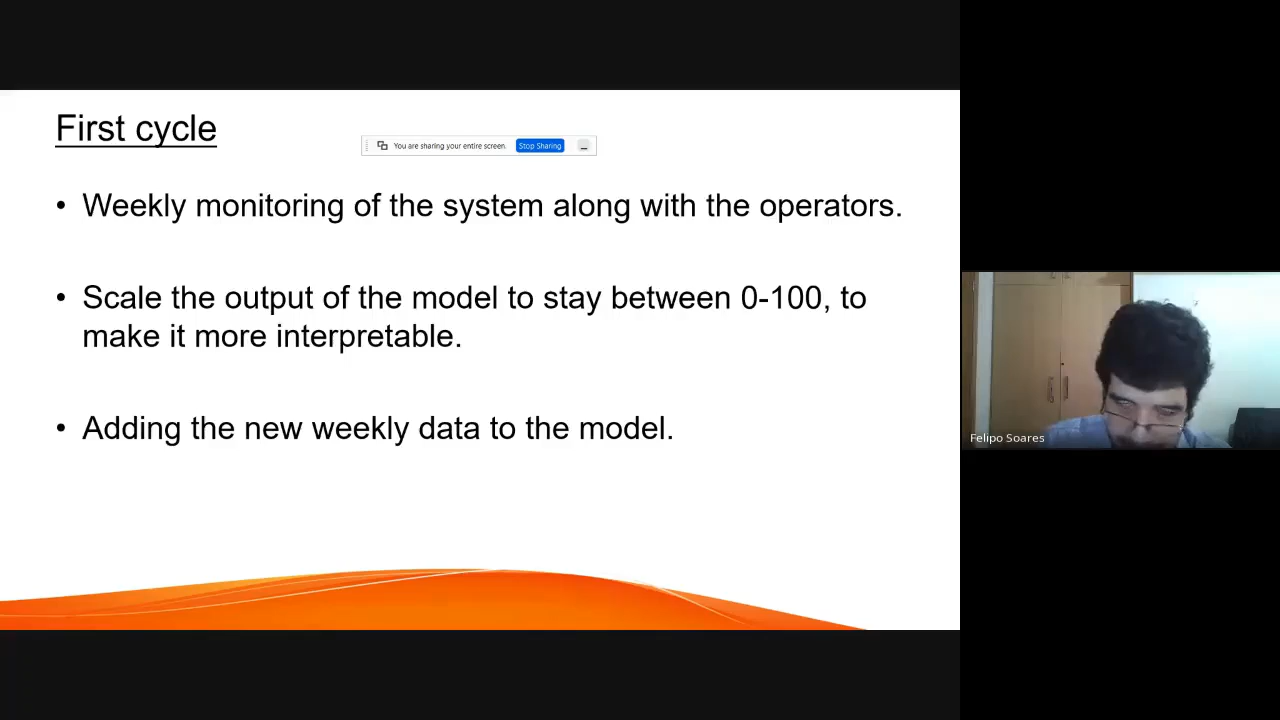 First cycle
You are sharing your entire screen.
Stop Sharing
• Weekly monitoring of the system along with the operators.
• Scale the output of the model to stay between 0-100, to
make it more interpretable.
• Adding the new weekly data to the model.
Felipo Soares